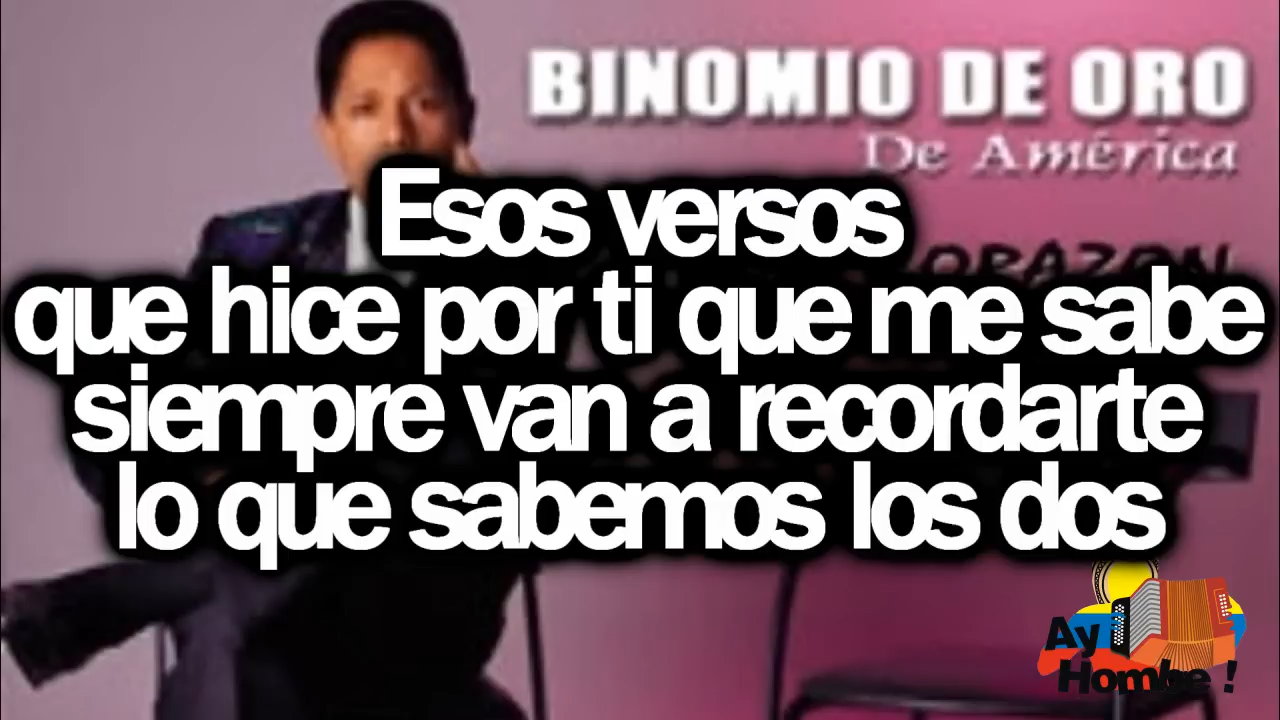 BINOMIO DE ORO
De América
Esos versos
ORAZON
que hice por ti que me sabe
siempre van a recordarte
lo que sabemos los dos
Ay
Hombe !